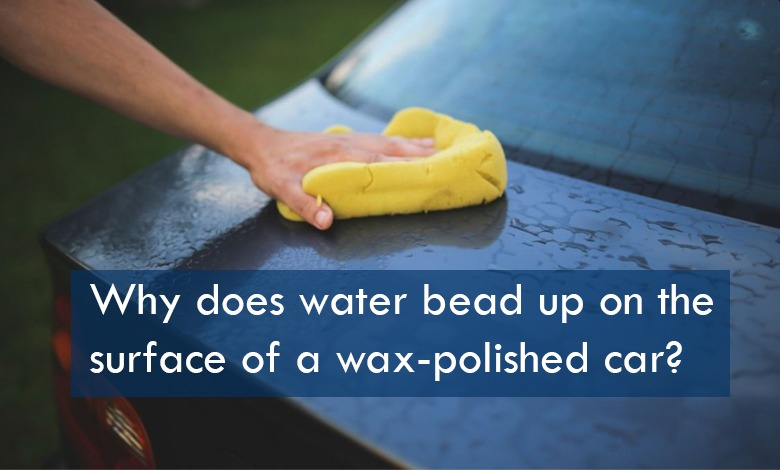 Why does water bead up on the
surface of a wax-polished car?